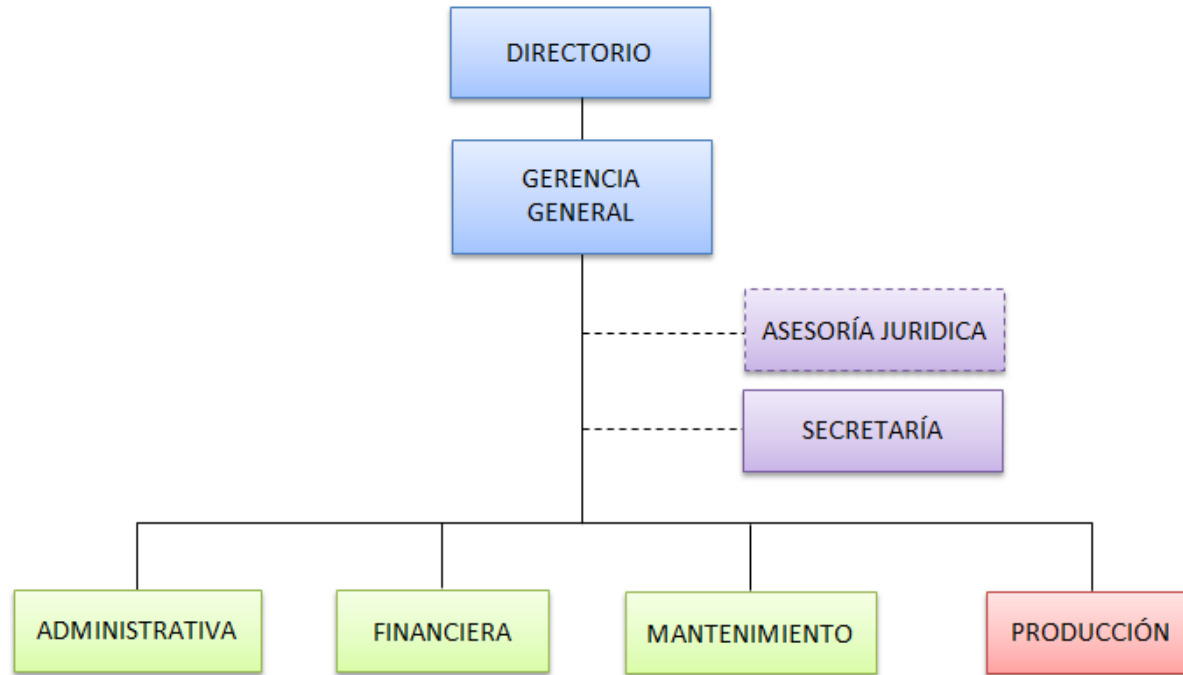 DIRECTORIO
GERENCIA
GENERAL
ASESORÍA JURIDICA
SECRETARÍA
ADMINISTRATIVA
FINANCIERA
MANTENIMIENTO
PRODUCCIÓN